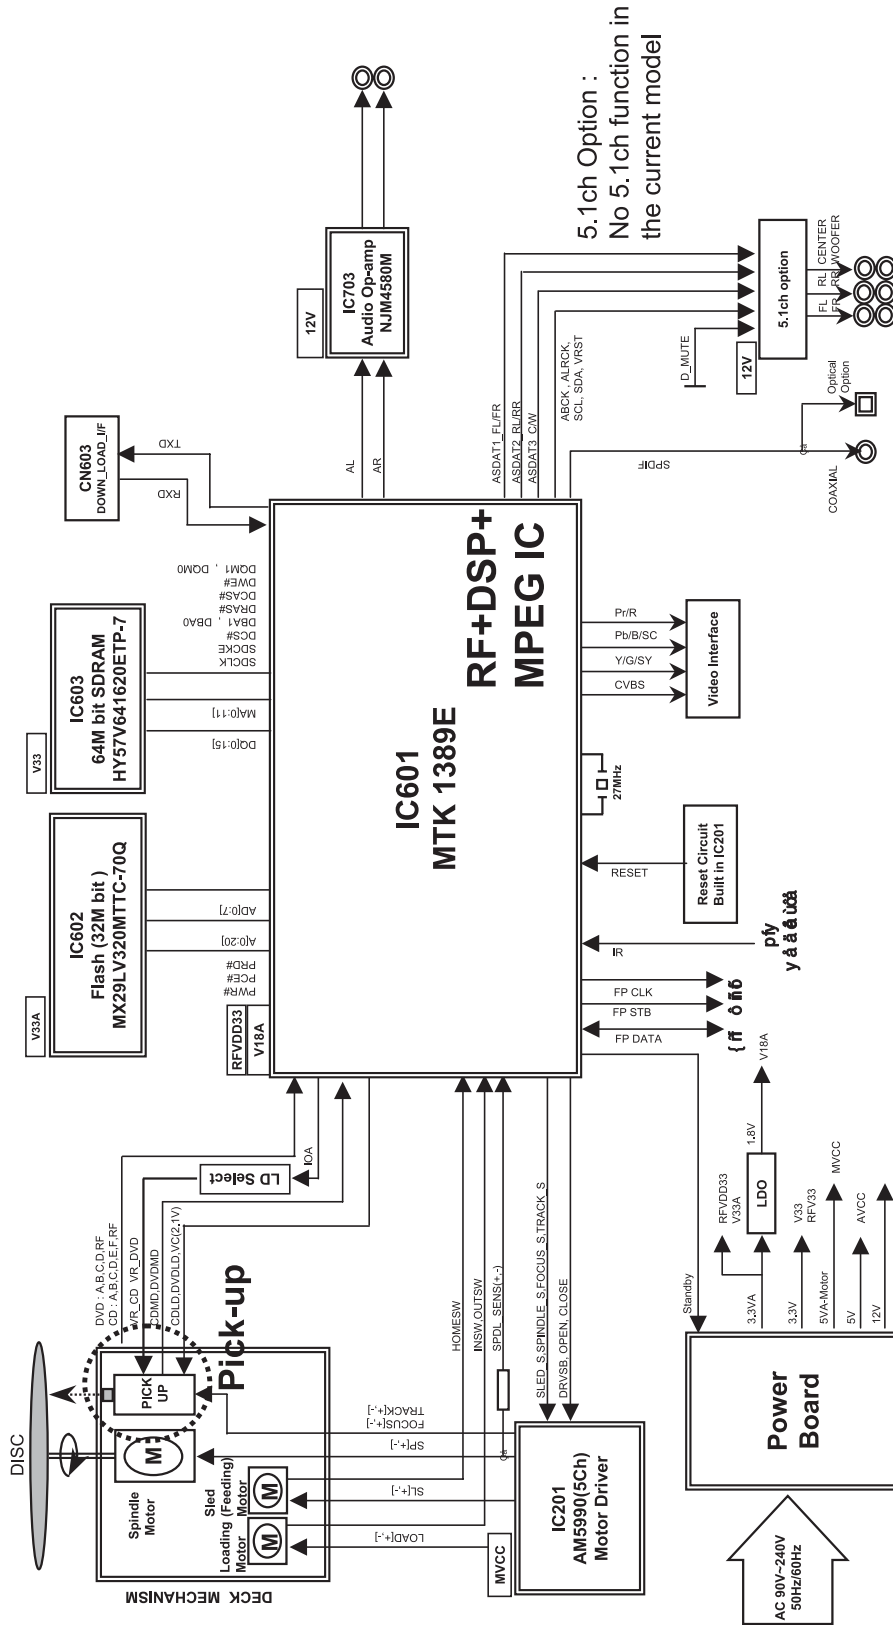 DISC
Spindle
Motor
M
PICK
UP
Pick-up
Sled
(Feeding)
Motor
M
Loading
Motor
M
DECK MECHANISM
DVD : A,B,C,D,RF
CD : A,B,C,D,E,F,RF
VR_CD VR_DVD
CDMD,DVDMD
CDLD,DVDLD,VC(2,1V)
LD Select
IOA
TRACK[+,-]
FOCUS[+,-]
SP[+,-]
SL[+,-]
LOAD[+,-]
HOMESW
INSW,OUTSW
SPDL_SENS(+,-)
SLED_S,SPINDLE_S,FOCUS_S,TRACK_S
DRVSB, OPEN, CLOSE
MVCC
IC201
AM5990(5Ch)
Motor Driver
V33A
IC602
Flash (32M bit )
MX29LV320MTTC-70Q
AD[0:7]
A[0:20]
PRD#
PCE#
PWR#
RFVDD33
V18A
V33
IC603
64M bit SDRAM
HY57V641620ETP-7
DQM1 , DQM0
DWE#
DCAS#
DRAS#
DBA1 , DBA0
DCS#
SDCKE
SDCLK
MA[0:11]
DQ[0:15]
CN603
DOWN_LOAD_I/F
TXD
RXD
IC601
MTK 1389E
RF+DSP+
MPEG IC
AL
AR
12V
IC703
Audio Op-amp
NJM4580M
5.1ch Option :
No 5.1ch function in
the current model
ASDAT1_FL/FR
ASDAT2_RL/RR
ASDAT3_C/W
ABCK , ALRCK,
SCL, SDA, VRST
D_MUTE
12V
5.1ch option
FL RL CENTER
FR RR WOOFER
SPDIF
Optical
Option
COAXIAL
Pr/R
Pb/B/SC
Y/G/SY
CVBS
Video Interface
27MHz
RESET
Reset Circuit
Built in IC201
IR
FP CLK
FP STB
FP DATA
Standby
Power
Board
AC 90V~240V
50Hz/60Hz
3,3VA
RFVDD33
V33A
LDO
1.8V
V18A
3,3V
V33
RFV33
5VA-Motor
MVCC
5V
AVCC
12V